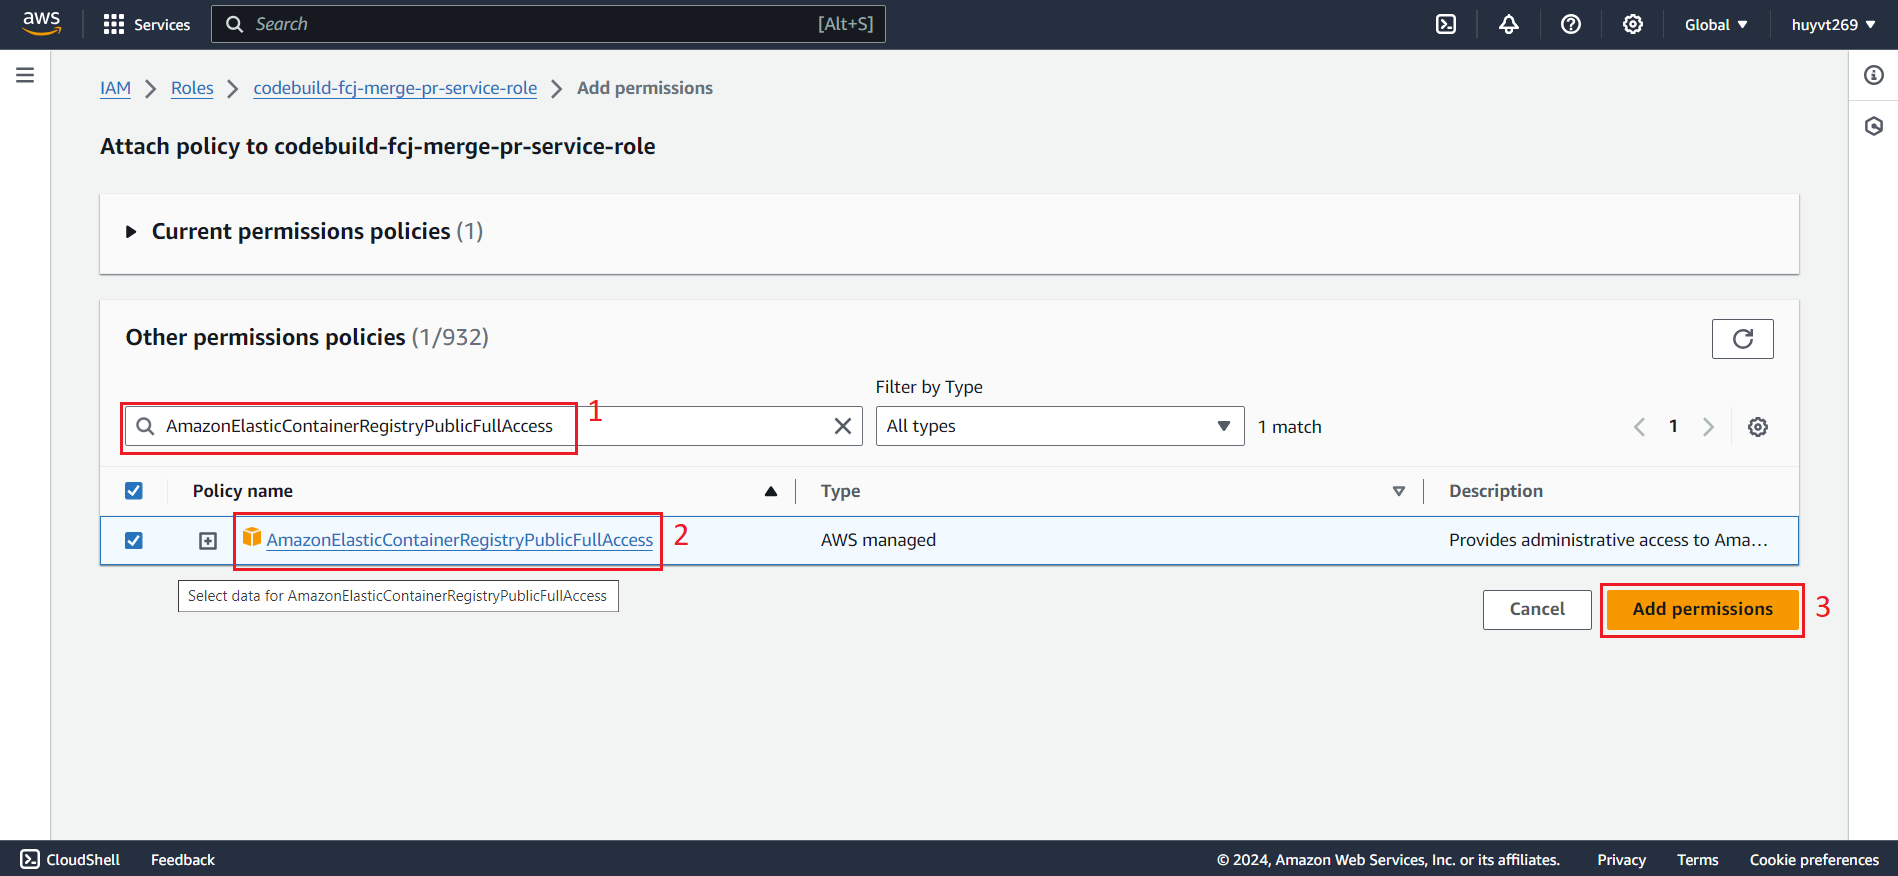 aws Services Search [Alt+S] Global huyvt269
IAM Roles codebuild-fcj-merge-pr-service-role Add permissions
Attach policy to codebuild-fcj-merge-pr-service-role
Current permissions policies (1)
Other permissions policies (1/932)
Filter by Type
AmazonElasticContainerRegistryPublicFullAccess 1 All types 1 match 1
Policy name Type Description
AmazonElasticContainerRegistryPublicFullAccess 2 AWS managed Provides administrative access to Ama...
Select data for AmazonElasticContainerRegistryPublicFullAccess
Cancel Add permissions 3
CloudShell Feedback © 2024, Amazon Web Services, Inc. or its affiliates. Privacy Terms Cookie preferences